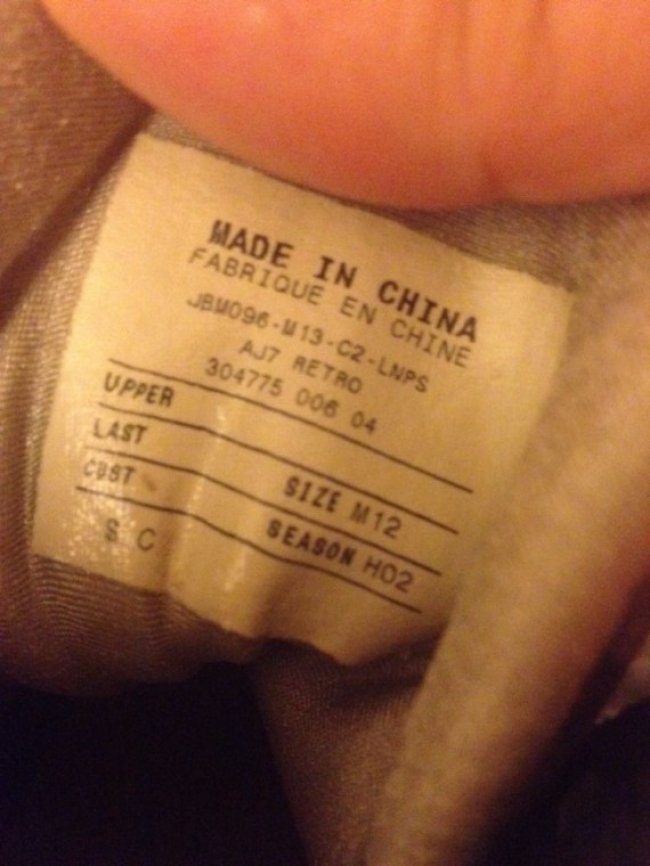 MADE IN CHINA
FABRIQUE EN CHINE
JBM096-M13-C2-LNPS
AJ7 RETRO
304775 006 04
UPPER
LAST
CUST SIZE M12
S C SEASON HO2